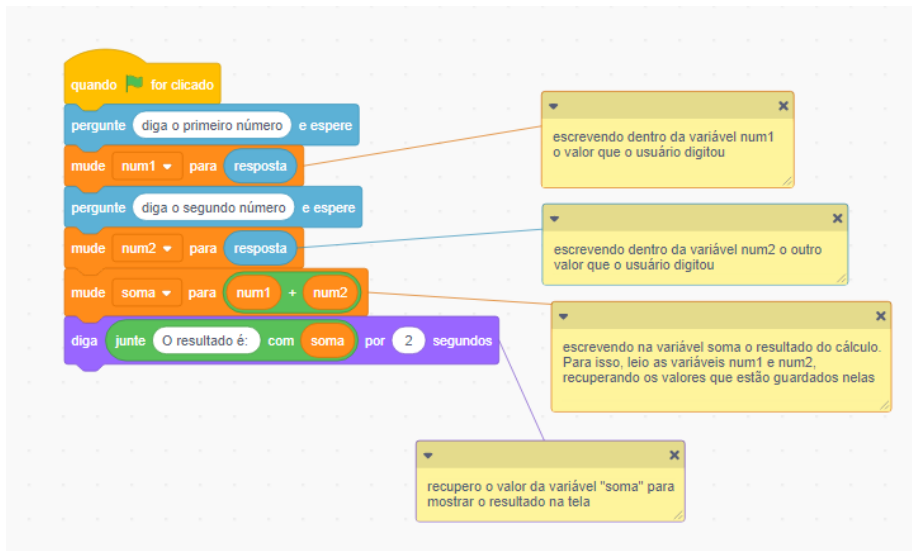 quando for clicado
pergunte diga o primeiro número e espere
mude num1 para resposta
pergunte diga o segundo número e espere
mude num2 para resposta
mude soma para num1 + num2
diga junte O resultado é: com soma por 2 segundos
escrevendo dentro da variável num1
o valor que o usuário digitou
escrevendo dentro da variável num2 o outro
valor que o usuário digitou
escrevendo na variável soma o resultado do cálculo.
Para isso, leio as variáveis num1 e num2,
recuperando os valores que estão guardados nelas
recupero o valor da variável "soma" para
mostrar o resultado na tela